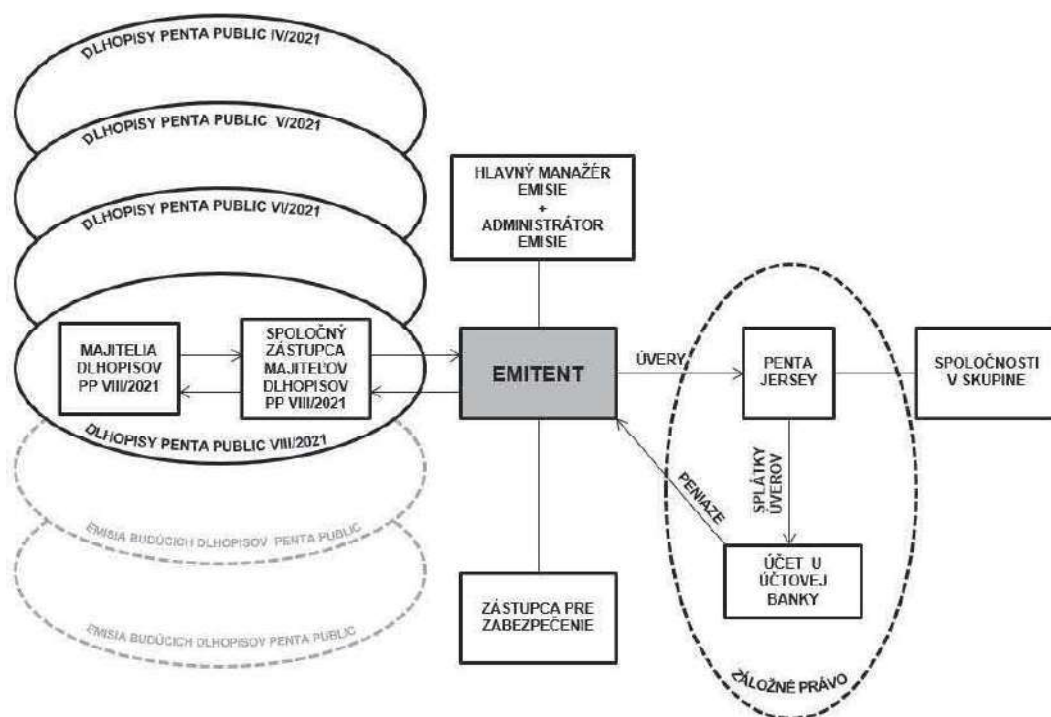 DLHOPISY PENTA PUBLIC IV/2021
DLHOPISY PENTA PUBLIC V/2021
DLHOPISY PENTA PUBLIC VI/2021
MAJITELIA
DLHOPISOV
PP VIII/2021
SPOLOČNÝ
ZÁSTUPCA
MAJITEĽOV
DLHOPISOV
PP VIII/2021
DLHOPISY PENTA PUBLIC VIII/2021
EMISIA BUDÚCICH DLHOPISOV PENTA PUBLIC
EMISIA BUDÚCICH DLHOPISOV PENTA PUBLIC
HLAVNÝ MANAŽÉR
EMISIE
+
ADMINISTRÁTOR
EMISIE
EMITENT
ZÁSTUPCA PRE
ZABEZPEČENIE
ÚVERY
PENTA
JERSEY
SPOLOČNOSTI
V SKUPINE
PENIAZE
SPLÁTKY
ÚVEROV
ÚČET U
ÚČTOVEJ
BANKY
ZÁLOŽNÉ PRÁVO